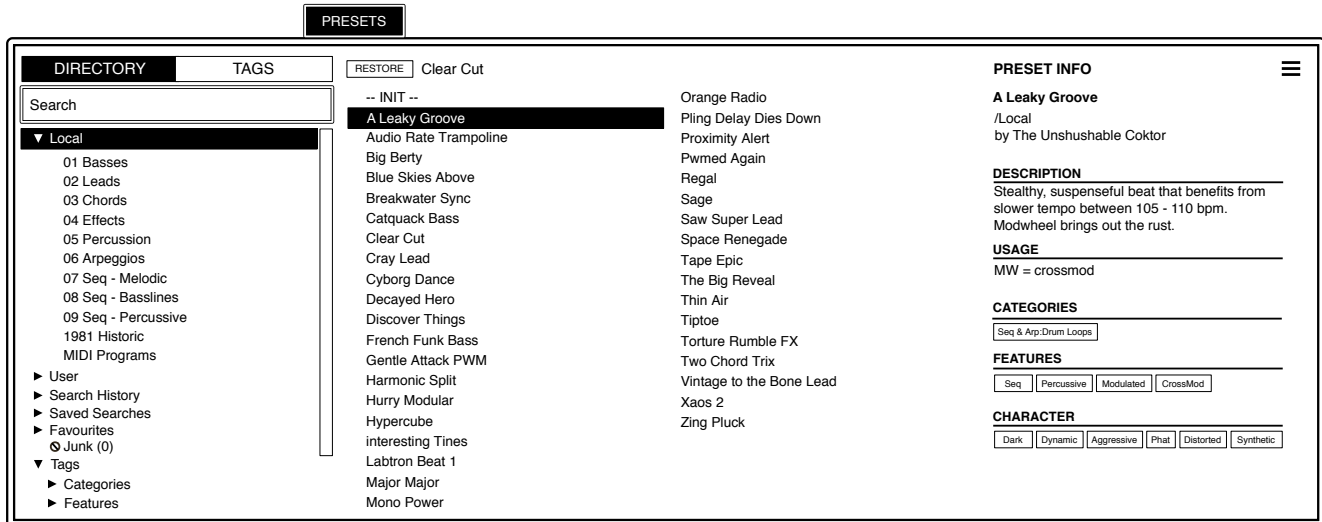 PRESETS
DIRECTORY
TAGS
Search
▼ Local
01 Basses
02 Leads
03 Chords
04 Effects
05 Percussion
06 Arpeggios
07 Seq - Melodic
08 Seq - Basslines
09 Seq - Percussive
1981 Historic
MIDI Programs
► User
► Search History
► Saved Searches
► Favourites
Junk (0)
▼ Tags
► Categories
► Features
RESTORE Clear Cut
-- INIT --
A Leaky Groove
Audio Rate Trampoline
Big Berty
Blue Skies Above
Breakwater Sync
Catquack Bass
Clear Cut
Cray Lead
Cyborg Dance
Decayed Hero
Discover Things
French Funk Bass
Gentle Attack PWM
Harmonic Split
Hurry Modular
Hypercube
interesting Tines
Labtron Beat 1
Major Major
Mono Power
Orange Radio
Pling Delay Dies Down
Proximity Alert
Pwmed Again
Regal
Sage
Saw Super Lead
Space Renegade
Tape Epic
The Big Reveal
Thin Air
Tiptoe
Torture Rumble FX
Two Chord Trix
Vintage to the Bone Lead
Xaos 2
Zing Pluck
PRESET INFO
A Leaky Groove
/Local
by The Unshushable Coktor
DESCRIPTION
Stealthy, suspenseful beat that benefits from
slower tempo between 105 - 110 bpm.
Modwheel brings out the rust.
USAGE
MW = crossmod
CATEGORIES
Seq & Arp:Drum Loops
FEATURES
Seq Percussive Modulated CrossMod
CHARACTER
Dark Dynamic Aggressive Phat Distorted Synthetic